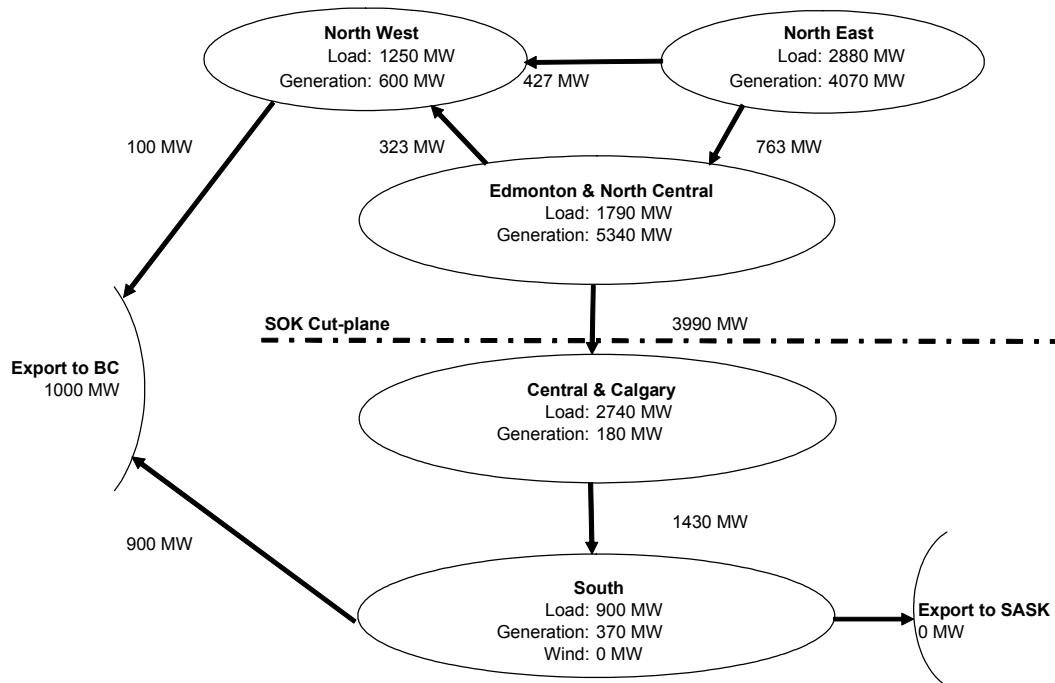 North West
Load: 1250 MW
Generation: 600 MW
North East
Load: 2880 MW
Generation: 4070 MW
427 MW
100 MW
323 MW
763 MW
Edmonton & North Central
Load: 1790 MW
Generation: 5340 MW
SOK Cut-plane
3990 MW
Export to BC
1000 MW
Central & Calgary
Load: 2740 MW
Generation: 180 MW
900 MW
1430 MW
South
Load: 900 MW
Generation: 370 MW
Wind: 0 MW
Export to SASK
0 MW